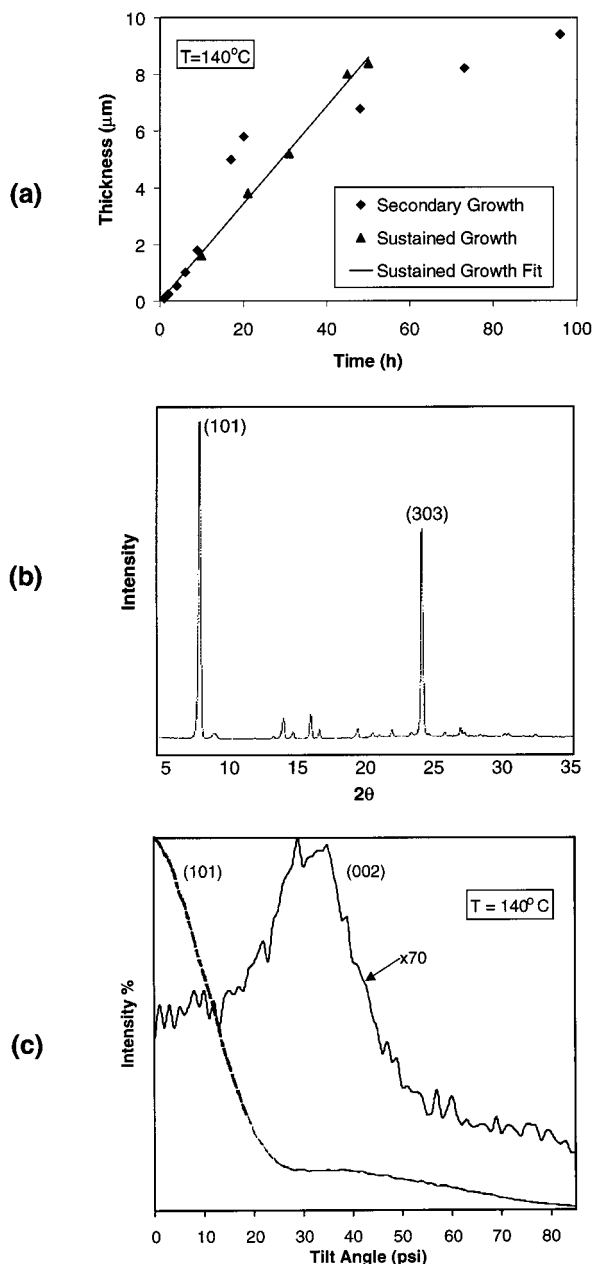 (a)
T=140°C
Thickness (μm)
10
8
6
4
2
0
Secondary Growth
Sustained Growth
Sustained Growth Fit
0 20 40 60 80 100
Time (h)
(b)
(101)
(303)
Intensity
5 10 15 20 25 30 35
2θ
(c)
(101)
(002)
T = 140°C
x70
Intensity %
0 10 20 30 40 50 60 70 80
Tilt Angle (psi)